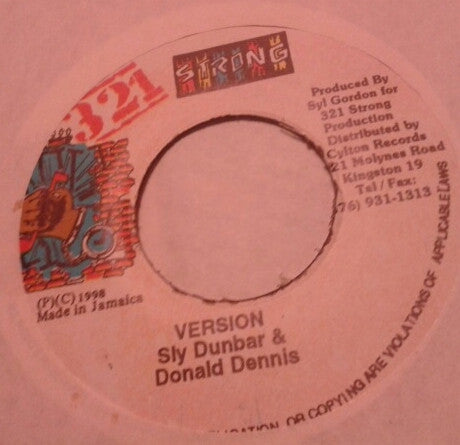 321
STRONG
Produced By
Syl Gordon for
321 Strong
Production
Distributed by
Cylton Records
21 Molynes Road
Kingston 19
Tel/Fax:
76) 931-1313
(P)(C) 1998
Made in Jamaica
VERSION
Sly Dunbar &
Donald Dennis
OR COPYING ARE VIOLATIONS OF APPLICABLE LAWS